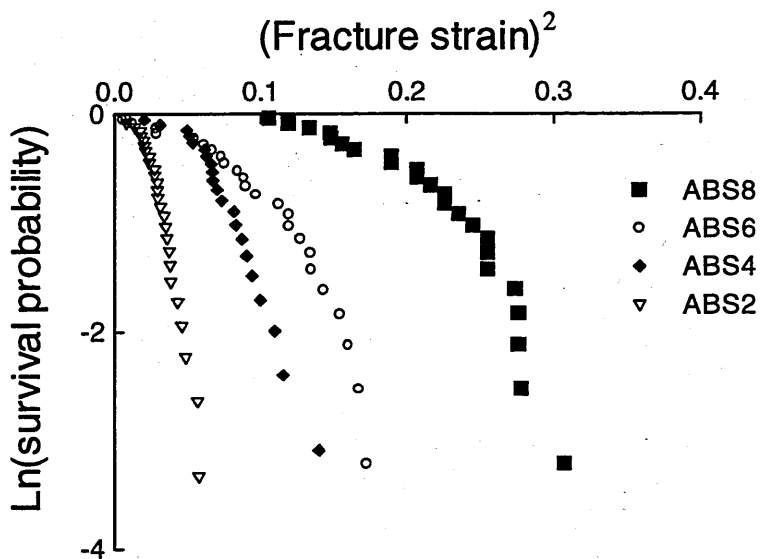 (Fracture strain)²
0.0 0.1 0.2 0.3 0.4
0
-2
-4
Ln(survival probability)
ABS8
ABS6
ABS4
ABS2